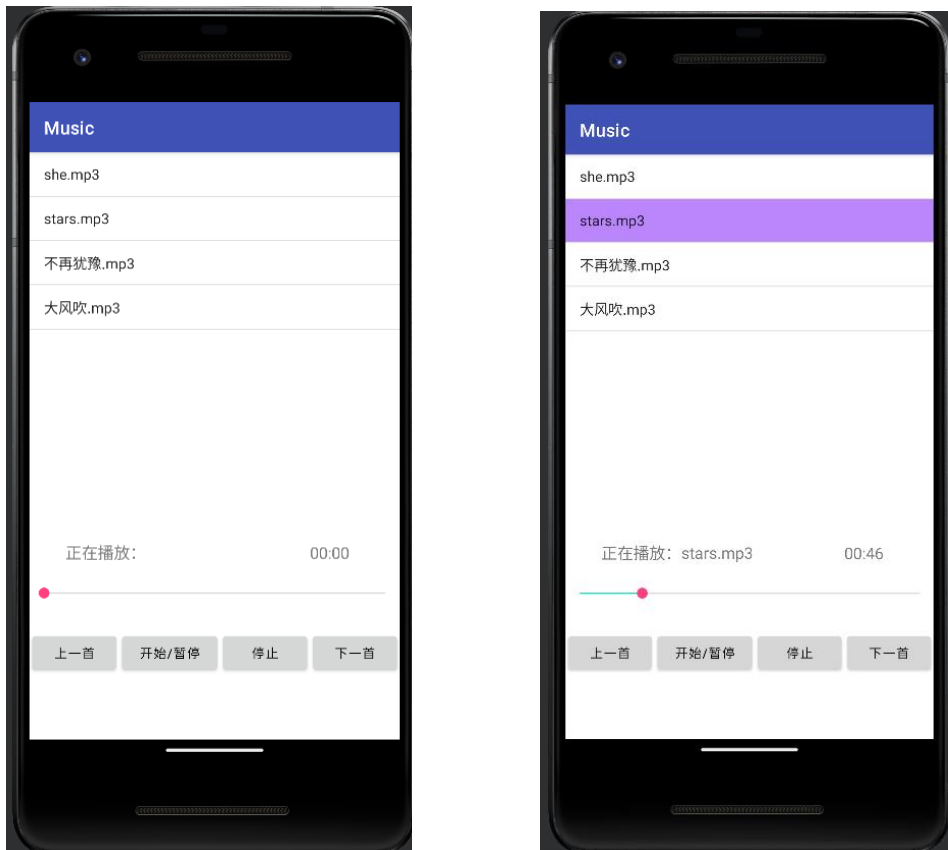 Music
she.mp3
stars.mp3
不再犹豫.mp3
大风吹.mp3
正在播放： 00:00
上一首 开始/暂停 停止 下一首
Music
she.mp3
stars.mp3
不再犹豫.mp3
大风吹.mp3
正在播放：stars.mp3 00:46
上一首 开始/暂停 停止 下一首